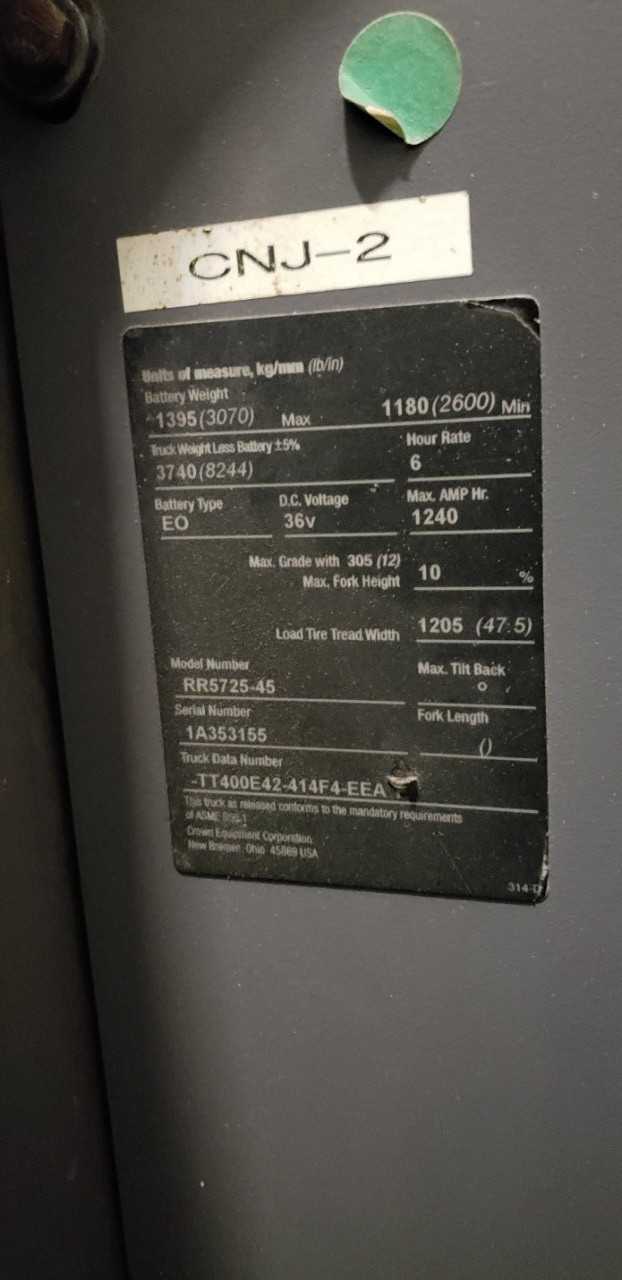 CNJ-2
Units of measure, kg/mm (lb/in)
Battery Weight
1395(3070) Max 1180(2600) Min
Truck Weight Less Battery ±5% Hour Rate
3740(8244) 6
Battery Type D.C. Voltage Max. AMP Hr.
EO 36v 1240
Max. Grade with 305 (12)
Max. Fork Height 10 %
Load Tire Tread Width 1205 (47.5)
Model Number Max. Tilt Back
RR5725-45 °
Serial Number Fork Length
1A353155 ()
Truck Data Number
-TT400E42-414F4-EEA
This truck as released conforms to the mandatory requirements
of ASME
Crown Equipment Corporation
New Bremen, Ohio 45869 USA
314-D